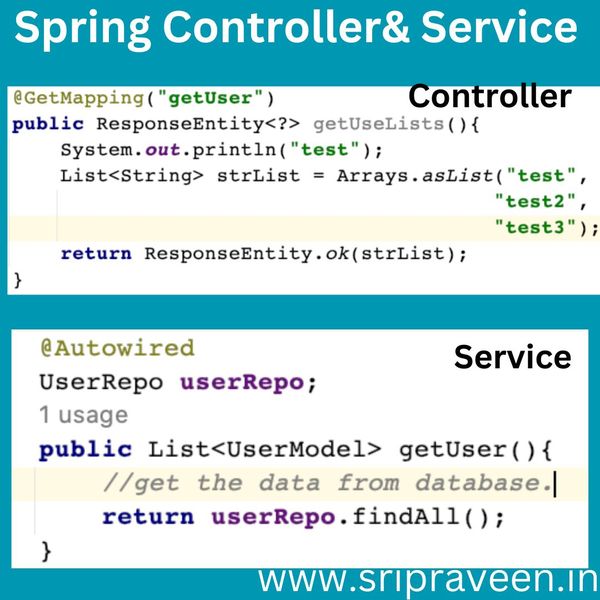 Spring Controller& Service
Controller
@GetMapping("getUser")
public ResponseEntity<?> getUseLists(){
System.out.println("test");
List<String> strList = Arrays.asList("test",
"test2",
"test3");
return ResponseEntity.ok(strList);
}
@Autowired
Service
UserRepo userRepo;
1 usage
public List<UserModel> getUser(){
//get the data from database.
return userRepo.findAll();
}
www.sripraveen.in